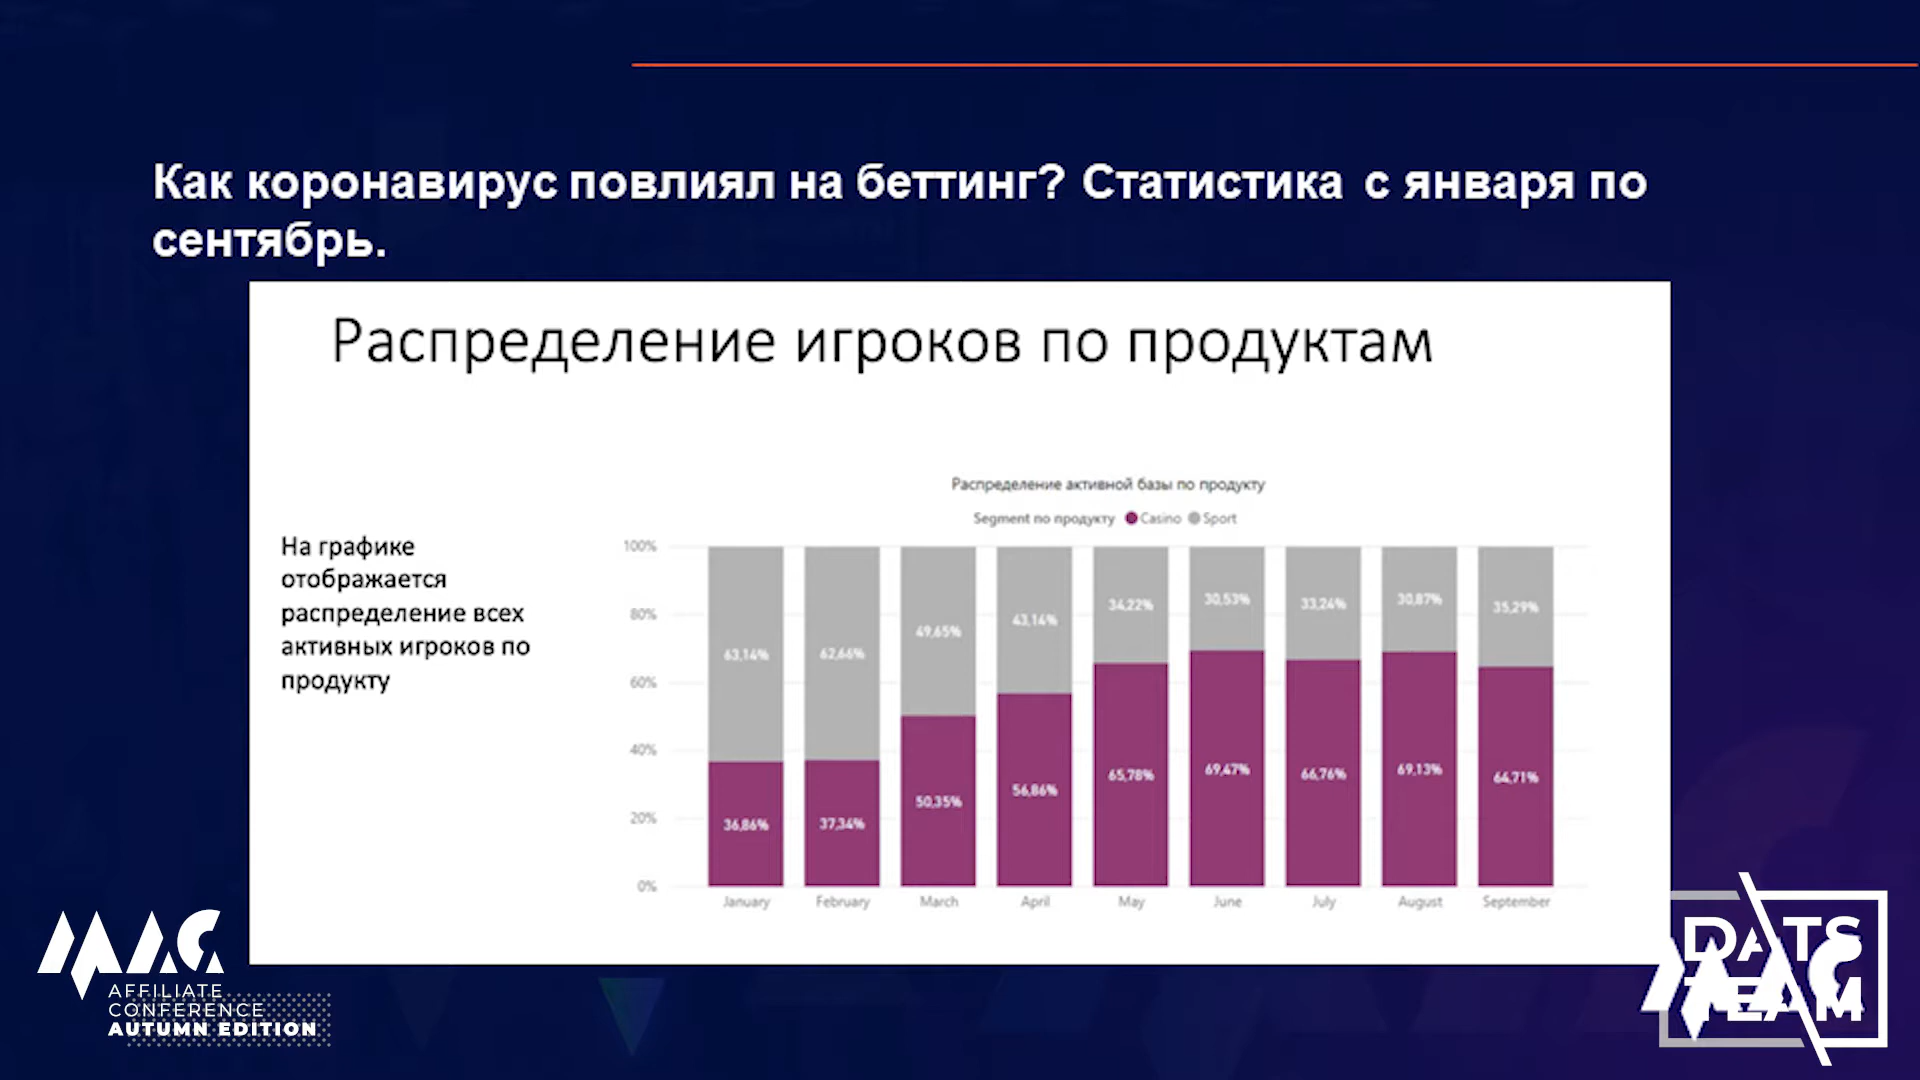 Как коронавирус повлиял на беттинг? Статистика с января по
сентябрь.
Распределение игроков по продуктам
На графике
отображается
распределение всех
активных игроков по
продукту
Распределение активной базы по продукту
Segment по продукту Casino Sport
100%
80%
60%
40%
20%
0%
63,14% 62,66% 49,65% 43,14% 34,22% 30,53% 33,24% 30,87% 35,29%
36,86% 37,34% 50,35% 56,86% 65,78% 69,47% 66,76% 69,13% 64,71%
January February March April May June July August September
MAC
AFFILIATE
CONFERENCE
AUTUMN EDITION
DATS
TEAM
MAC